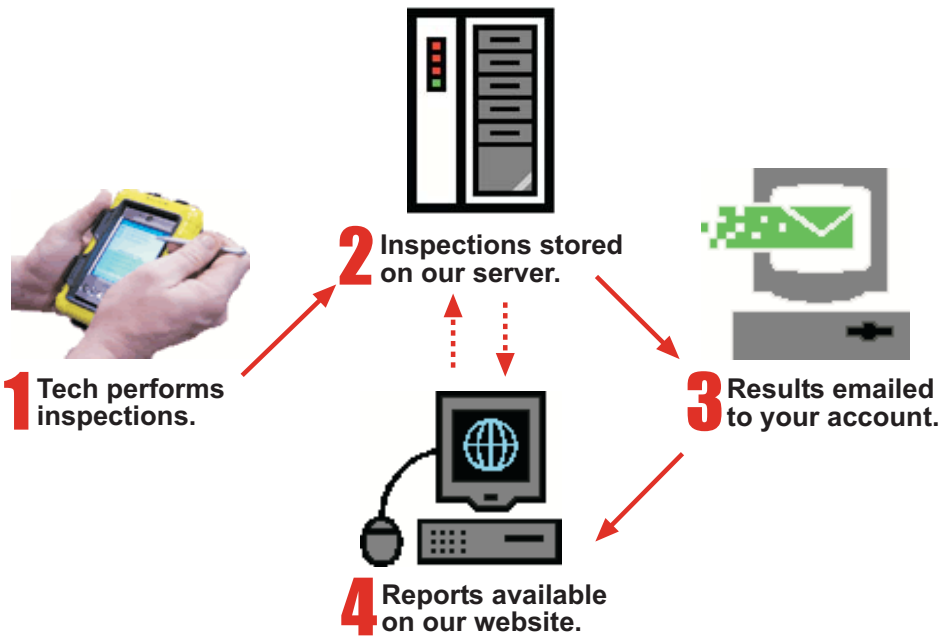 1 Tech performs
inspections.
2 Inspections stored
on our server.
3 Results emailed
to your account.
4 Reports available
on our website.